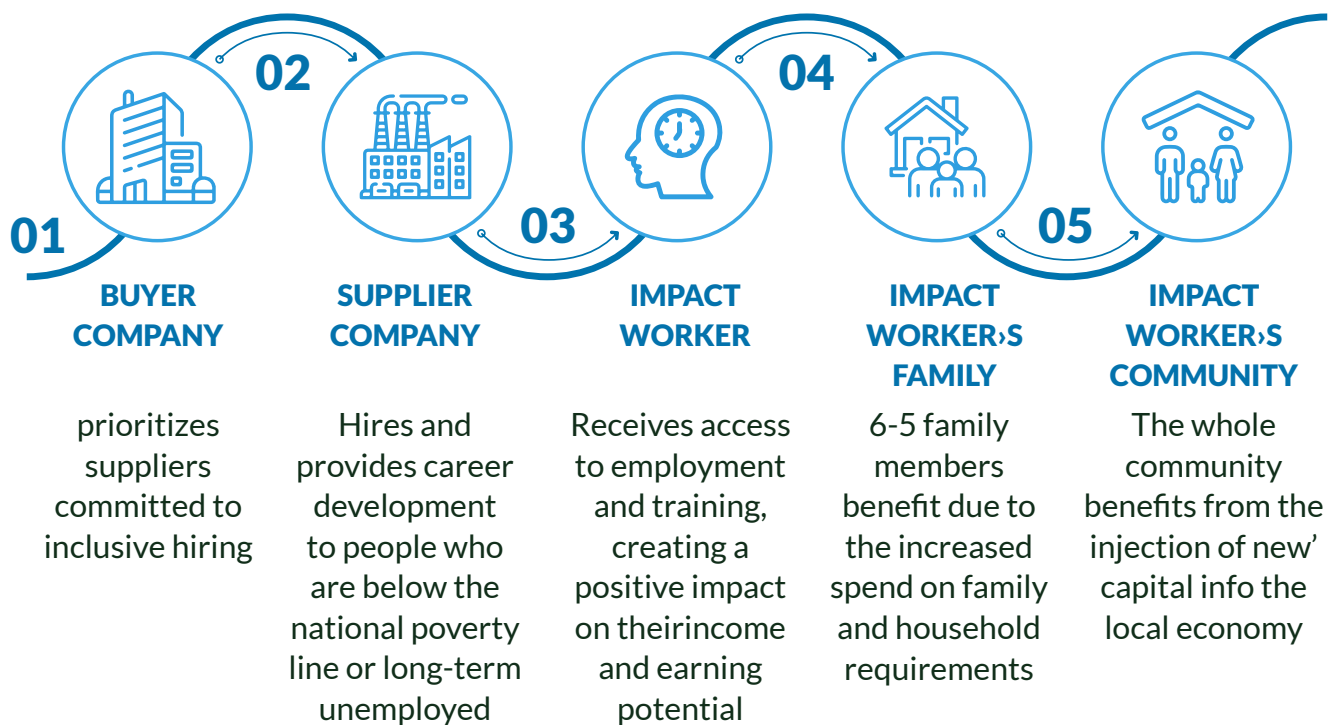 01
BUYER
COMPANY
prioritizes
suppliers
committed to
inclusive hiring
02
SUPPLIER
COMPANY
Hires and
provides career
development
to people who
are below the
national poverty
line or long-term
unemployed
03
IMPACT
WORKER
Receives access
to employment
and training,
creating a
positive impact
on theirincome
and earning
potential
04
IMPACT
WORKER›S
FAMILY
6-5 family
members
benefit due to
the increased
spend on family
and household
requirements
05
IMPACT
WORKER›S
COMMUNITY
The whole
community
benefits from the
injection of new’
capital info the
local economy